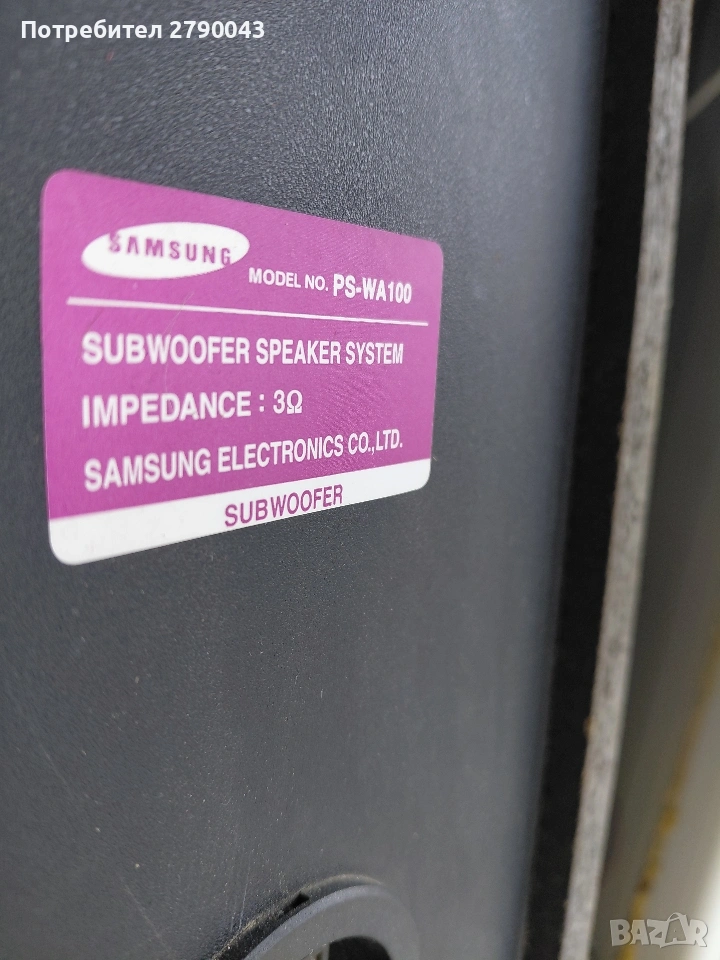 Потребител 2790043
SAMSUNG
MODEL NO. PS-WA100
SUBWOOFER SPEAKER SYSTEM
IMPEDANCE : 3Ω
SAMSUNG ELECTRONICS CO.,LTD.
SUBWOOFER
BAZAR